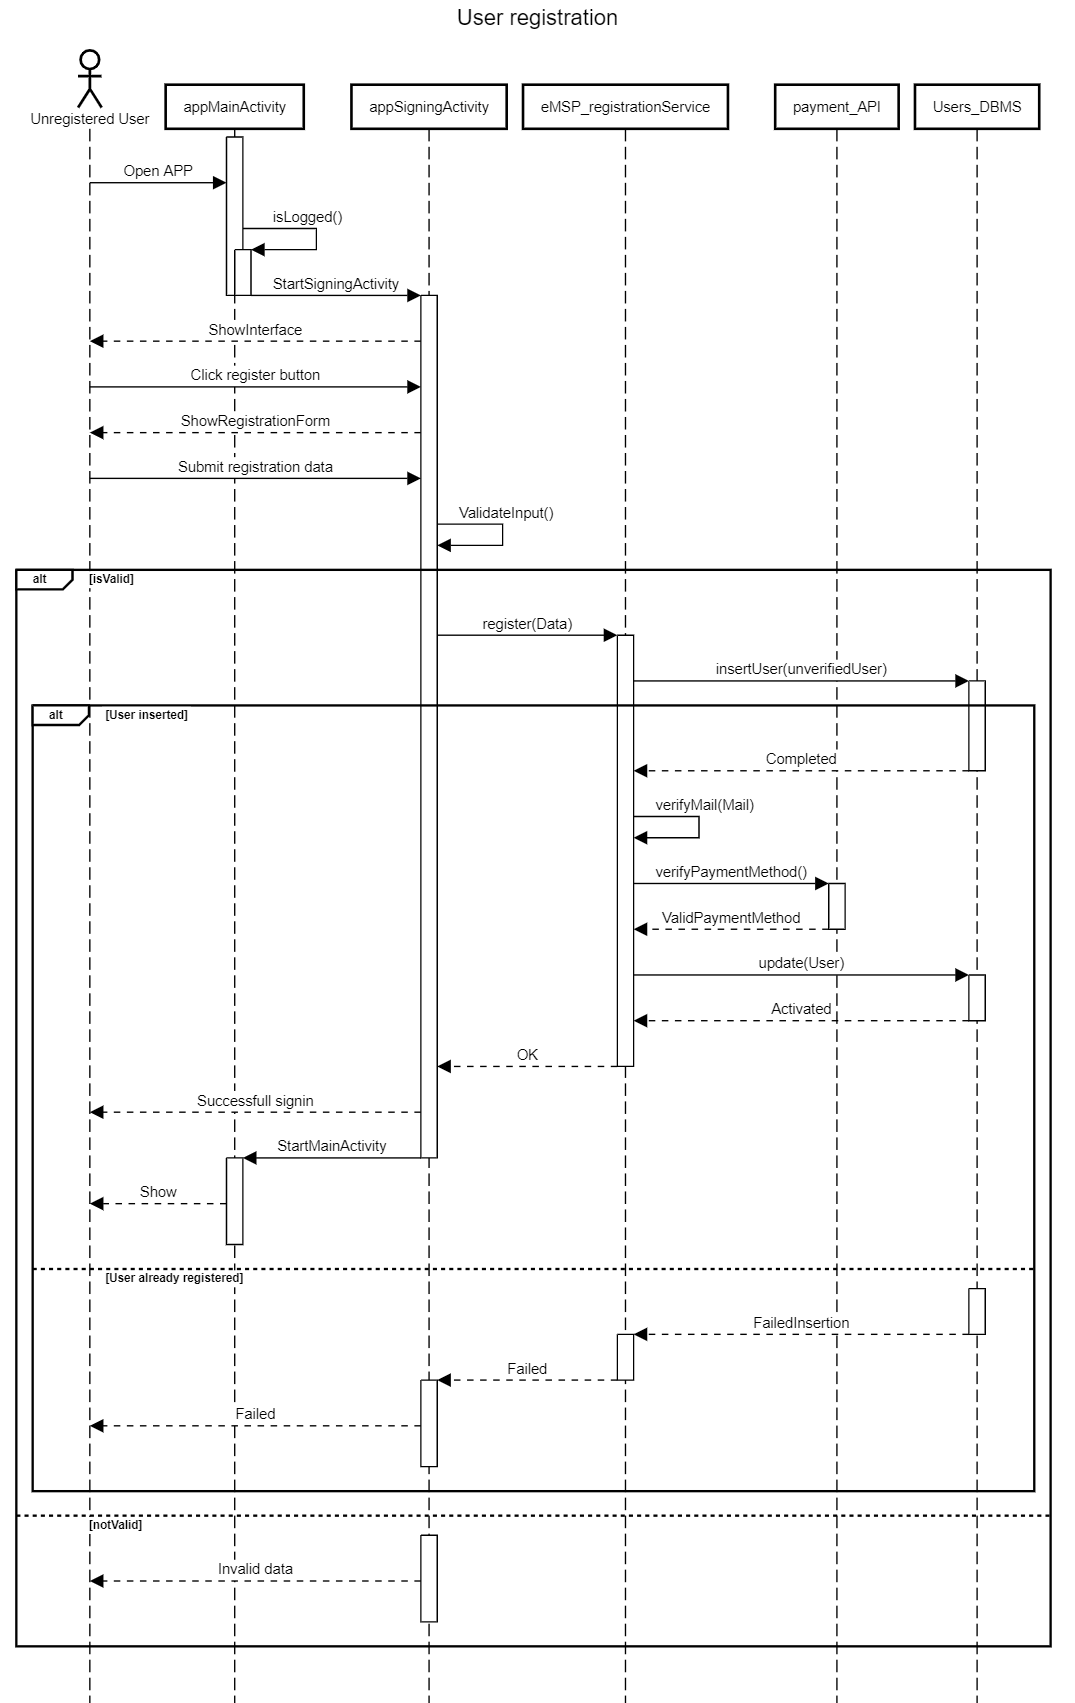 User registration
Unregistered User
appMainActivity
appSigningActivity
eMSP_registrationService
payment_API
Users_DBMS
Open APP
isLogged()
StartSigningActivity
ShowInterface
Click register button
ShowRegistrationForm
Submit registration data
ValidateInput()
alt
[isValid]
register(Data)
insertUser(unverifiedUser)
alt
[User inserted]
Completed
verifyMail(Mail)
verifyPaymentMethod()
ValidPaymentMethod
update(User)
Activated
OK
Successfull signin
StartMainActivity
Show
[User already registered]
FailedInsertion
Failed
Failed
[notValid]
Invalid data